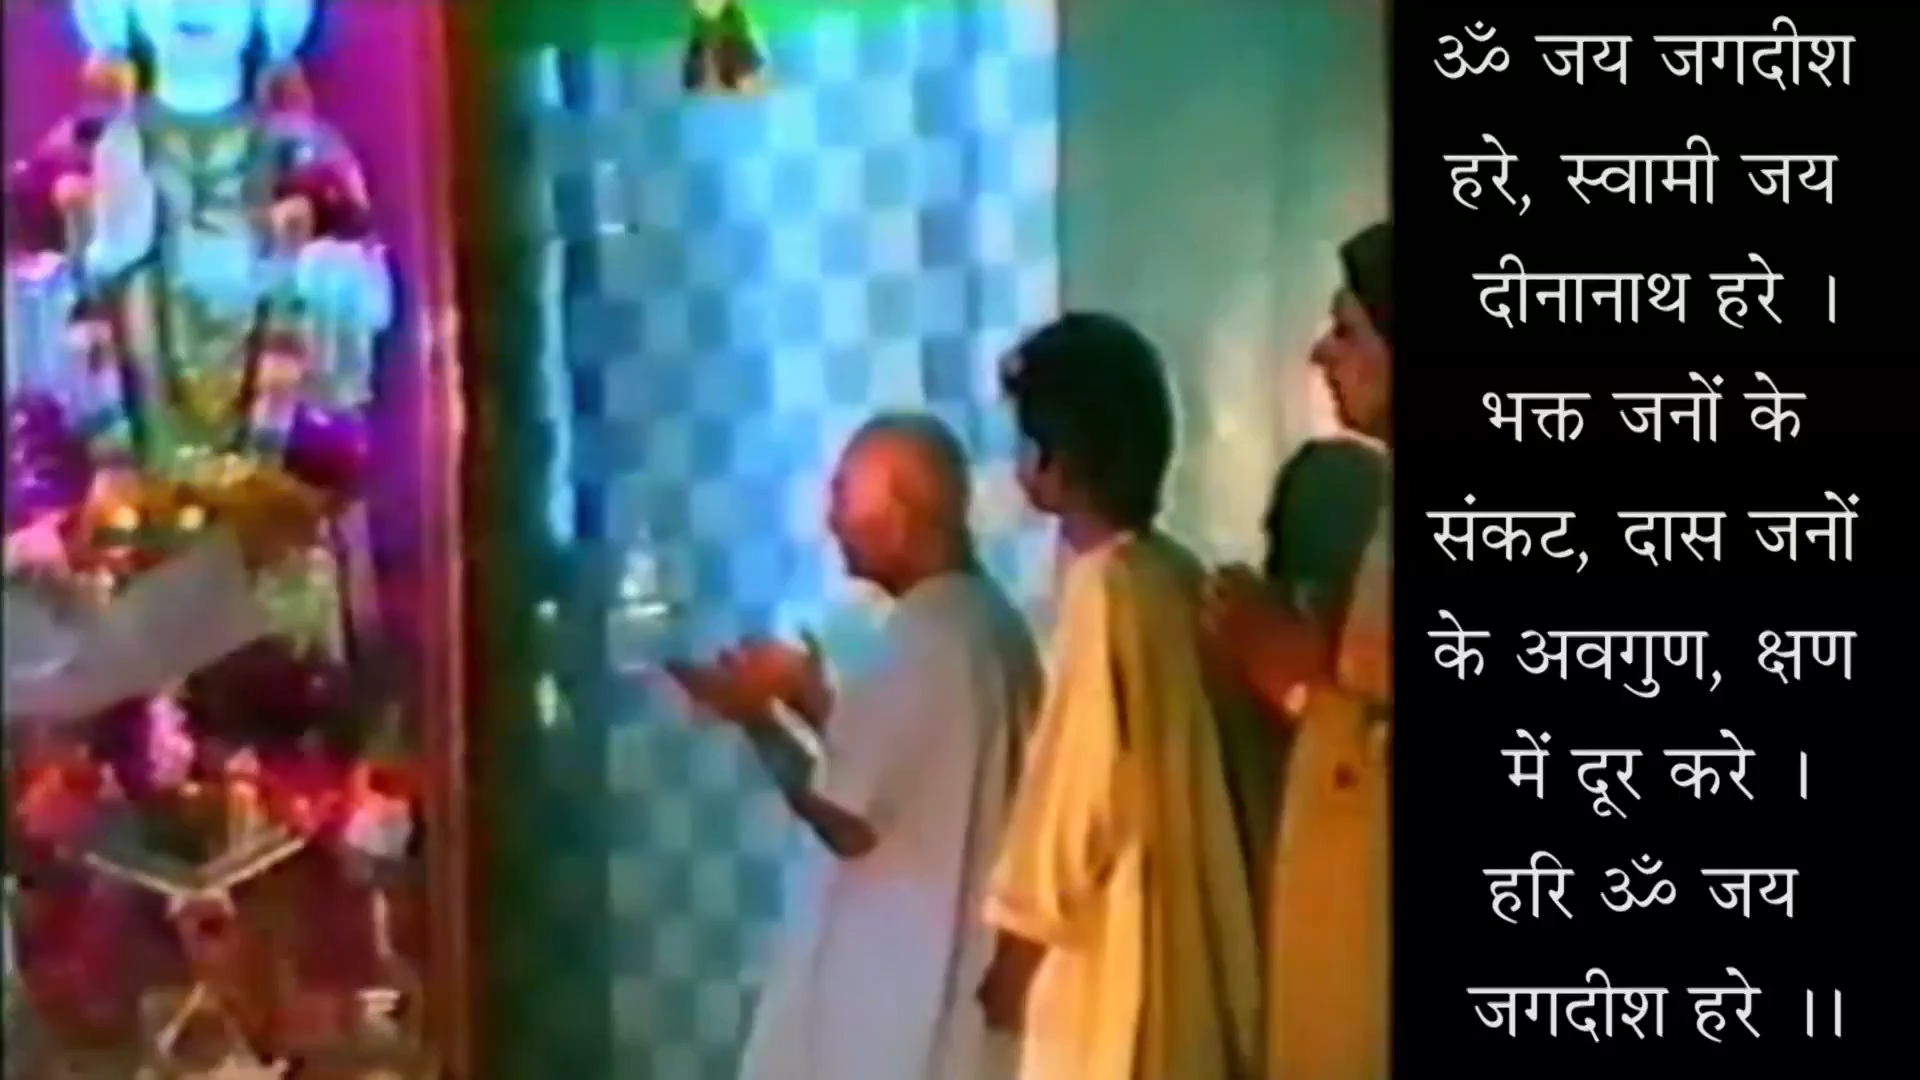 ॐ जय जगदीश
हरे, स्वामी जय
दीनानाथ हरे ।
भक्त जनों के
संकट, दास जनों
के अवगुण, क्षण
में दूर करे ।
हरि ॐ जय
जगदीश हरे ।।